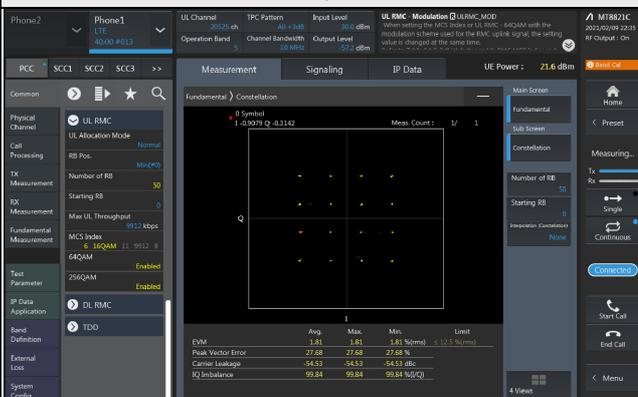 Phone2
Phone1
LTE
40:00 #013
UL Channel
20525 ch
Operation Band
5
TPC Pattern
All +3dB
Channel Bandwidth
10 MHz
Input Level
30.0 dBm
Output Level
-57.2 dBm
UL RMC - Modulation ULRMC_MOD
When setting the MCS Index or UL RMC - 64QAM with the
modulation scheme used for the RMC uplink signal, the setting
value is changed at the same time.
MT8821C
2021/02/09 22:35
RF Output : On
PCC
SCC1
SCC2
SCC3
>>
Measurement
Signaling
IP Data
UE Power :
21.6 dBm
Band Cal
Common
Physical
Channel
Call
Processing
TX
Measurement
RX
Measurement
Fundamental
Measurement
Test
Parameter
IP Data
Application
Band
Definition
External
Loss
System
Config
UL RMC
UL Allocation Mode
Normal
RB Pos.
Min(#0)
Number of RB
50
Starting RB
0
Max UL Throughput
9912 kbps
MCS Index
6 16QAM 11 9912 8
64QAM
Enabled
256QAM
Enabled
DL RMC
TDD
Fundamental Constellation
0 Symbol
I -0.9079 Q -0.3142
Meas. Count : 1/ 1
Q
I
Avg. Max. Min. Limit
EVM 1.81 1.81 1.81 %(rms) ≤ 12.5 %(rms)
Peak Vector Error 27.68 27.68 27.68 %
Carrier Leakage -54.53 -54.53 -54.53 dBc
IQ Imbalance 99.84 99.84 99.84 %(I/Q)
Main Screen
Fundamental
Sub Screen
Constellation
Number of RB
50
Starting RB
0
Interpolation (Constellation)
None
4 Views
Home
Preset
Measuring...
Tx
Rx
Single
Continuous
Connected
Start Call
End Call
Menu